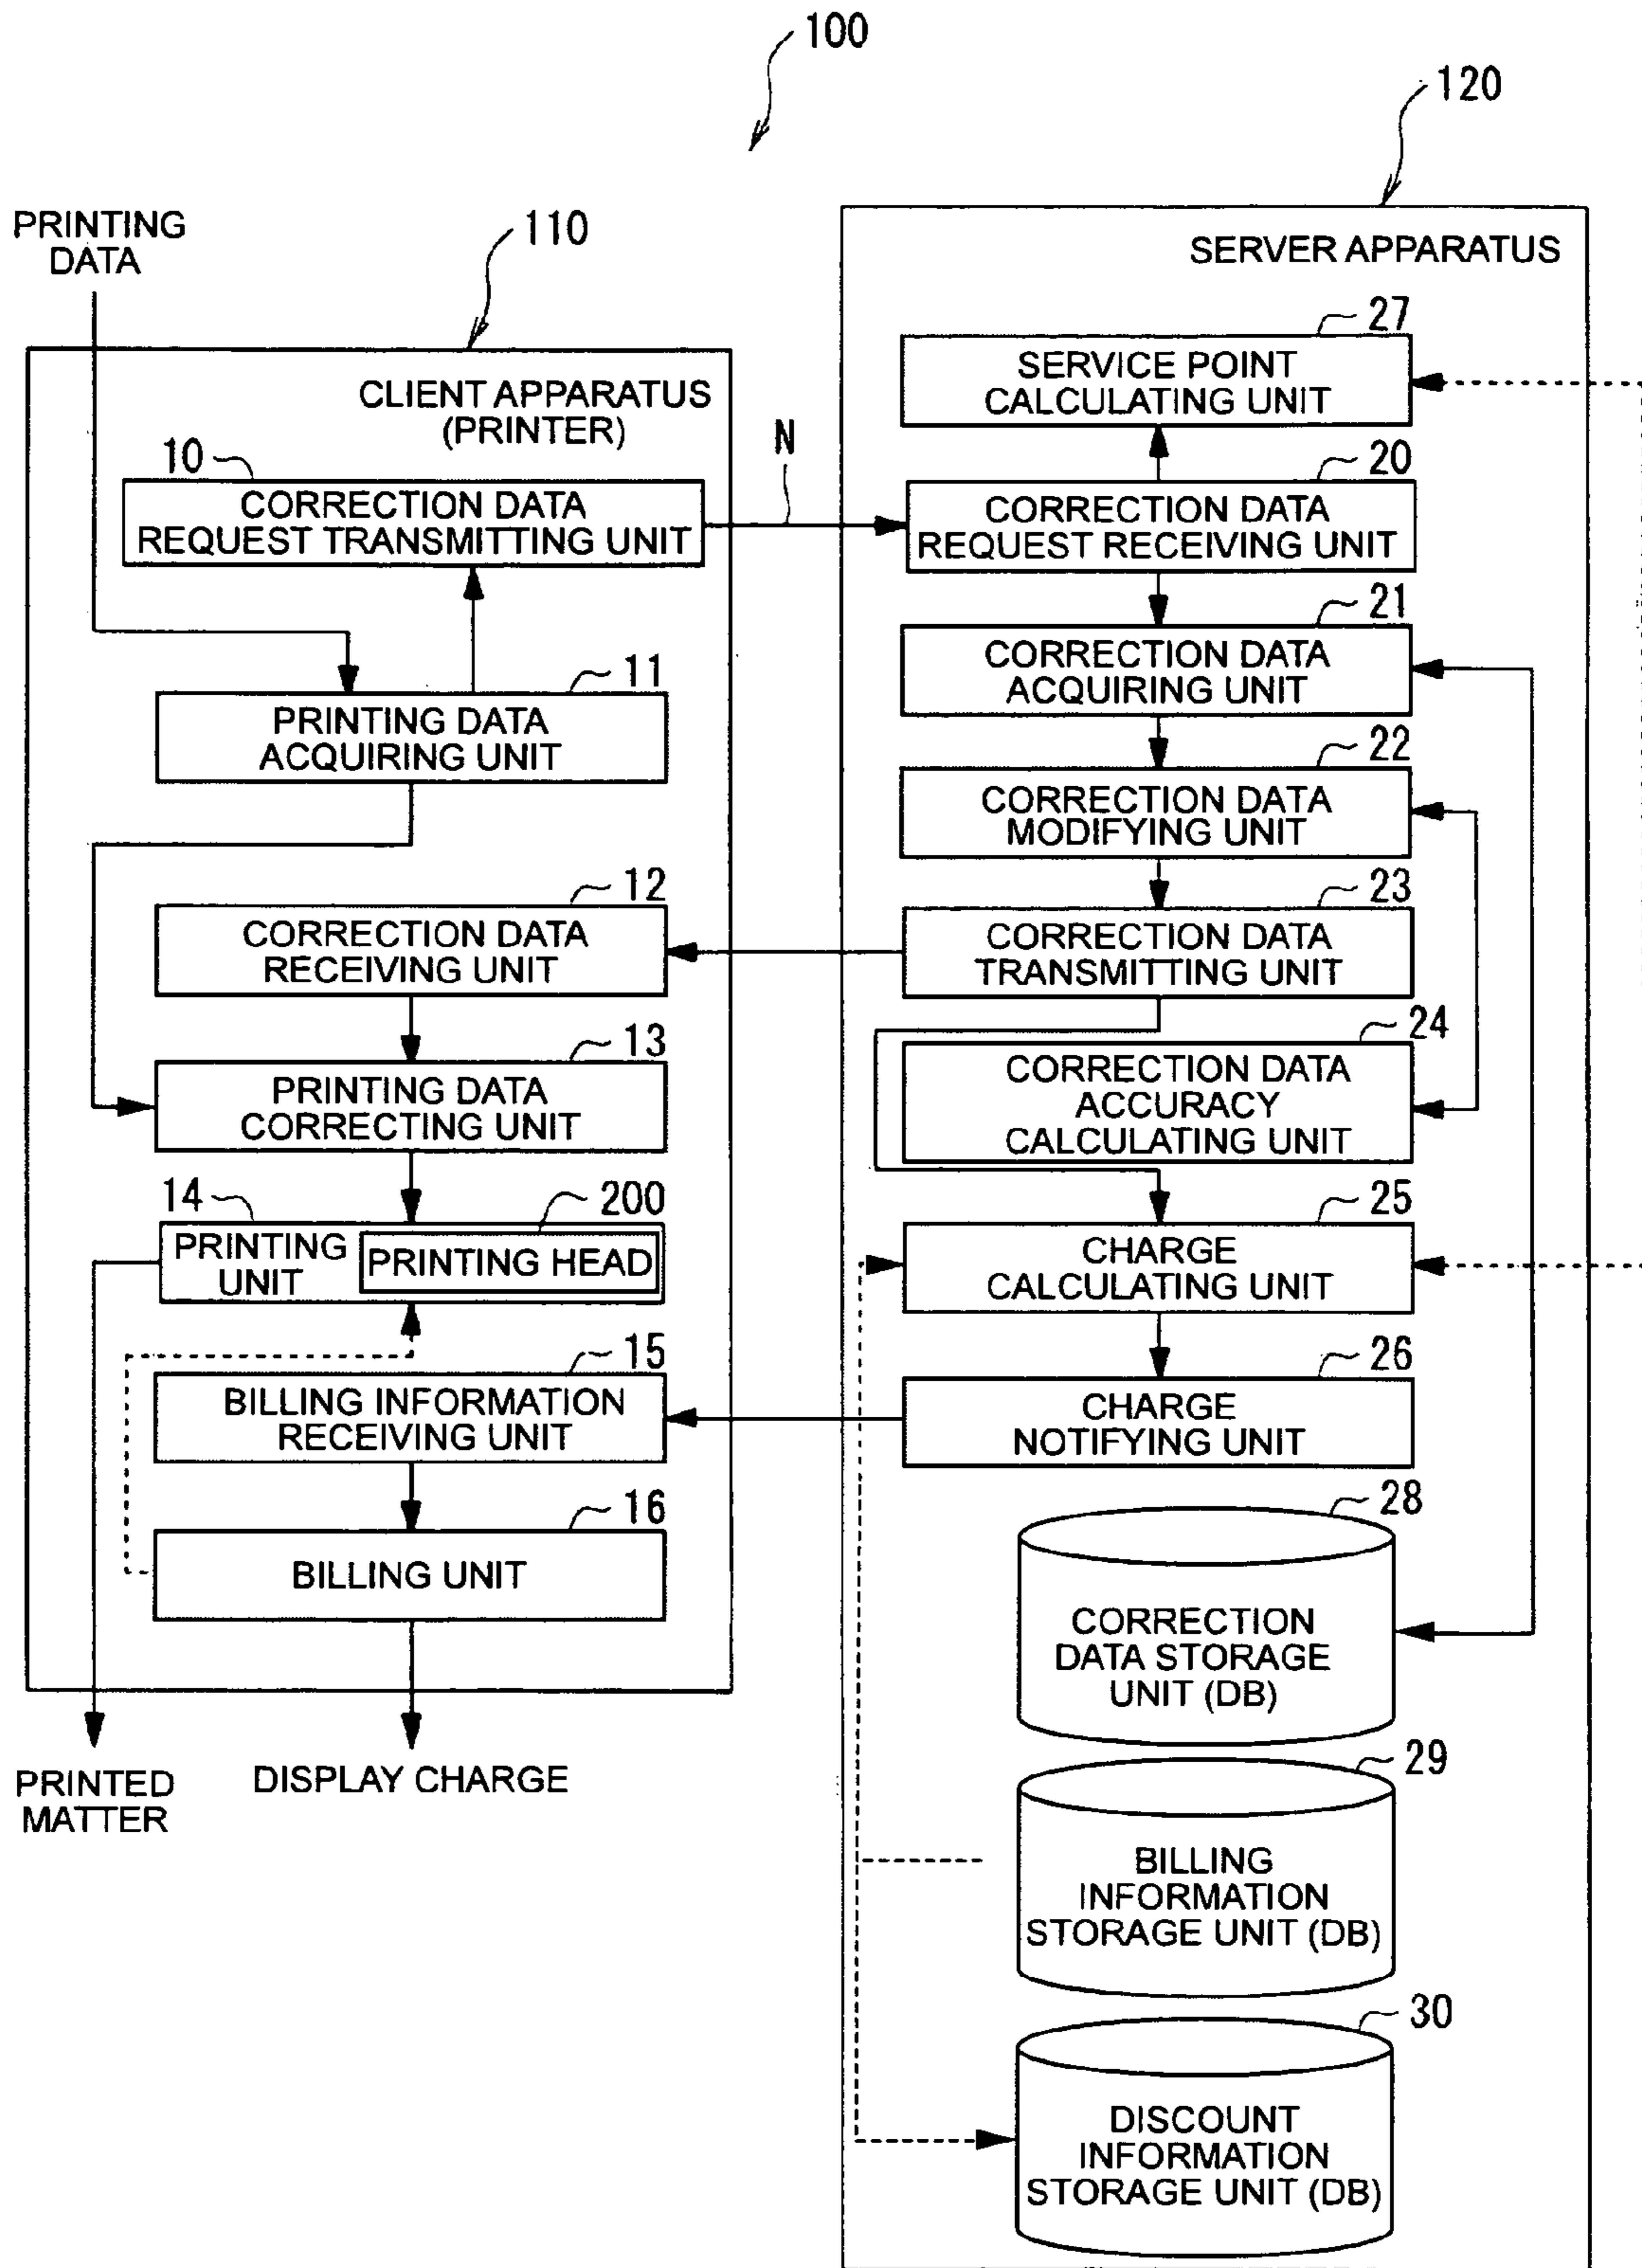 100
120
PRINTING
DATA
110
SERVER APPARATUS
CLIENT APPARATUS
(PRINTER)
27
SERVICE POINT
CALCULATING UNIT
N
10
CORRECTION DATA
REQUEST TRANSMITTING UNIT
20
CORRECTION DATA
REQUEST RECEIVING UNIT
11
PRINTING DATA
ACQUIRING UNIT
21
CORRECTION DATA
ACQUIRING UNIT
22
CORRECTION DATA
MODIFYING UNIT
12
CORRECTION DATA
RECEIVING UNIT
23
CORRECTION DATA
TRANSMITTING UNIT
13
PRINTING DATA
CORRECTING UNIT
24
CORRECTION DATA
ACCURACY
CALCULATING UNIT
14
PRINTING
UNIT
200
PRINTING HEAD
25
CHARGE
CALCULATING UNIT
15
BILLING INFORMATION
RECEIVING UNIT
26
CHARGE
NOTIFYING UNIT
16
BILLING UNIT
28
CORRECTION
DATA STORAGE
UNIT (DB)
PRINTED
MATTER
DISPLAY CHARGE
29
BILLING
INFORMATION
STORAGE UNIT (DB)
30
DISCOUNT
INFORMATION
STORAGE UNIT (DB)